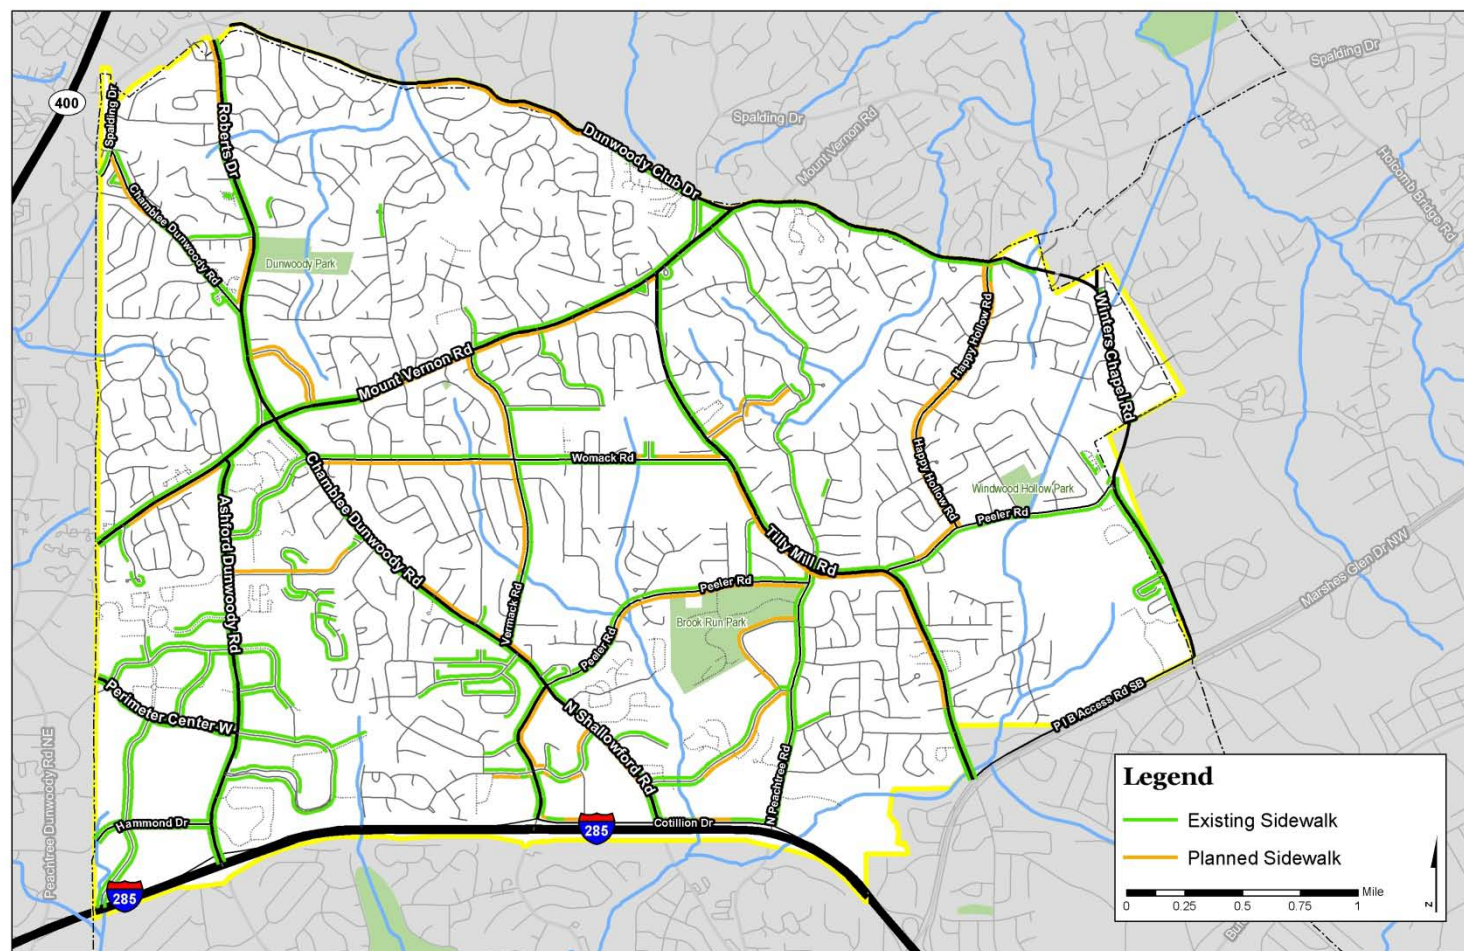 400
Spalding Dr
Roberts Dr
Spalding Dr
Spalding Dr
Mount Vernon Rd
Holcomb Bridge Rd
Dunwoody Club Dr
Chamblee Dunwoody Rd
Dunwoody Park
Happy Hollow Rd
Winters Chapel Rd
Mount Vernon Rd
Womack Rd
Happy Hollow Rd
Windwood Hollow Park
Peeler Rd
Chamblee Dunwoody Rd
Ashford Dunwoody Rd
Tilly Mill Rd
Marshes Glen Dr NW
Vermack Rd
Peeler Rd
Brook Run Park
Peeler Rd
Perimeter Center W
N Shallowford Rd
P I B Access Rd SB
Peachtree Dunwoody Rd NE
N Peachtree Rd
Hammond Dr
285
Cotillion Dr
285
Legend
Existing Sidewalk
Planned Sidewalk
Mile
0 0.25 0.5 0.75 1
N